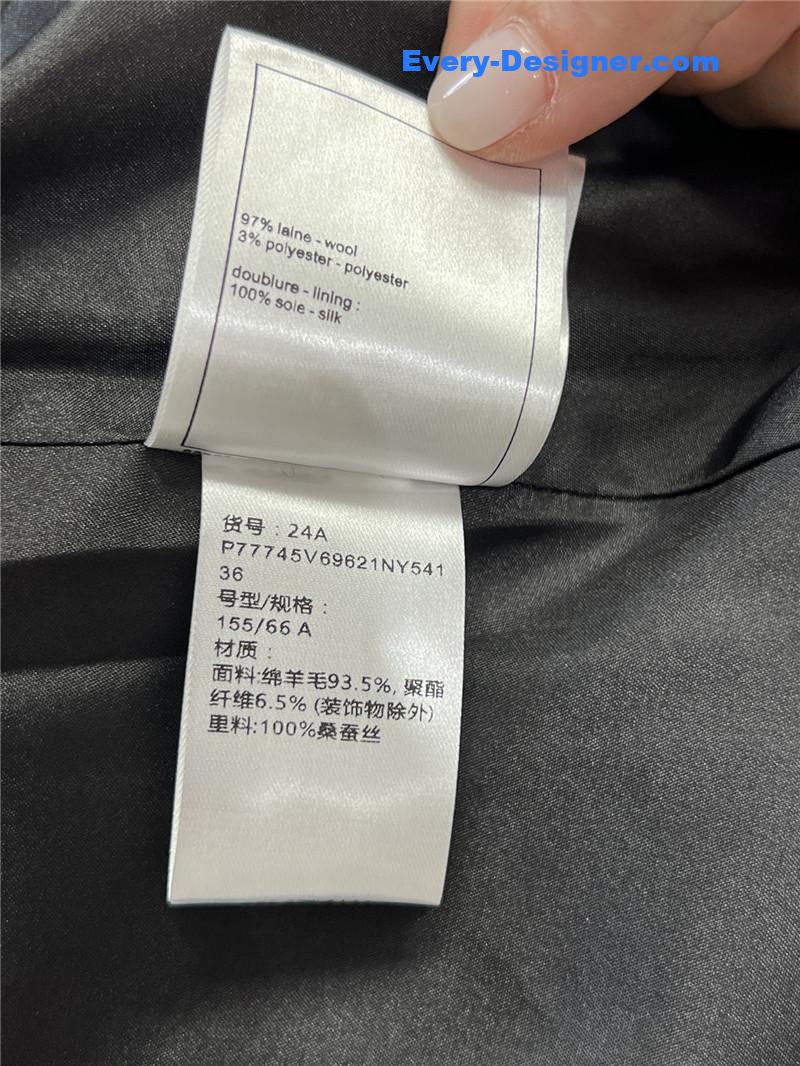 Every-Designer.com
97% laine - wool
3% polyester - polyester
doublure - lining :
100% soie - silk
货号 : 24A
P77745V69621NY541
36
号型/规格 :
155/66 A
材质 :
面料:绵羊毛93.5%, 聚酯
纤维6.5% (装饰物除外)
里料:100%桑蚕丝